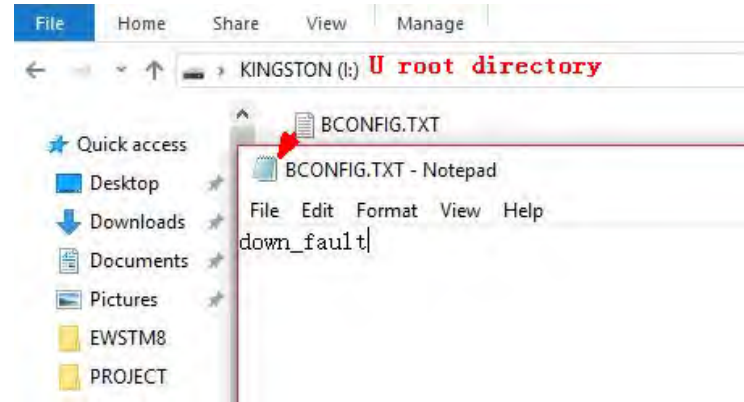 File Home Share View Manage
KINGSTON (I:) U root directory
BCONFIG.TXT
Quick access
BCONFIG.TXT - Notepad
Desktop
File Edit Format View Help
Downloads
down_fault
Documents
Pictures
EWSTM8
PROJECT